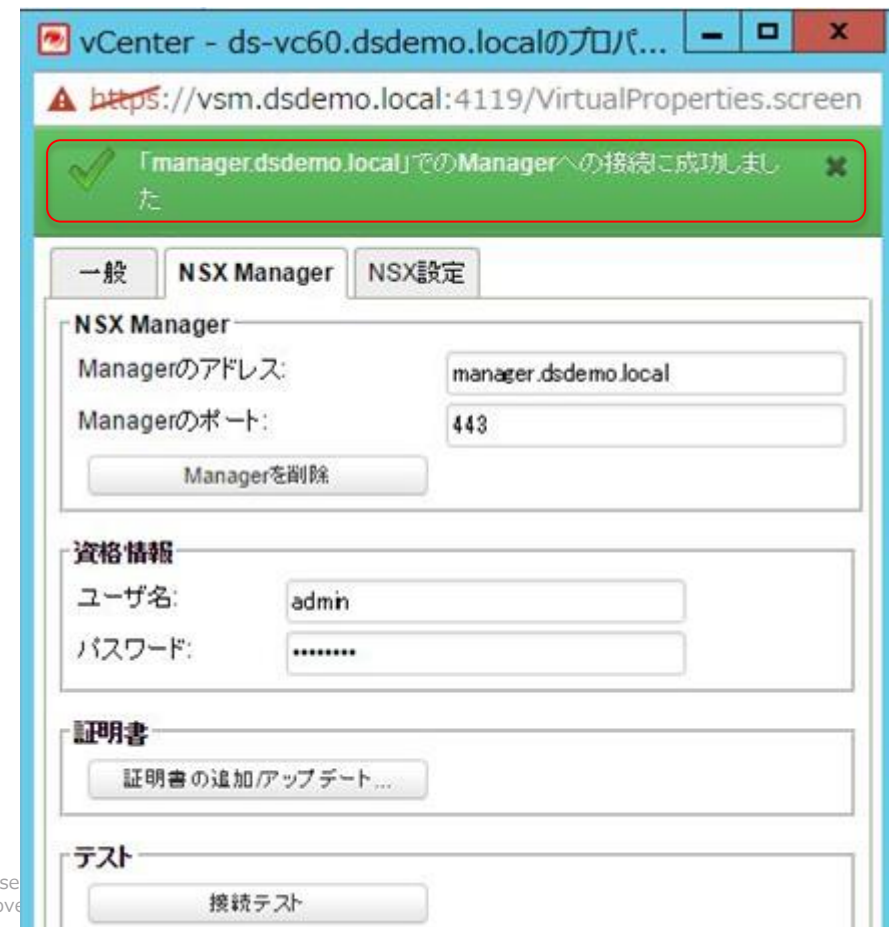 vCenter - ds-vc60.dsdemo.localのプロパ...
https://vsm.dsdemo.local:4119/VirtualProperties.screen
「manager.dsdemo.local」でのManagerへの接続に成功しまし
た
一般 NSX Manager NSX設定
NSX Manager
Managerのアドレス: manager.dsdemo.local
Managerのポート: 443
Managerを削除
資格情報
ユーザ名: admin
パスワード: ••••••••
証明書
証明書の追加/アップデート...
テスト
接続テスト